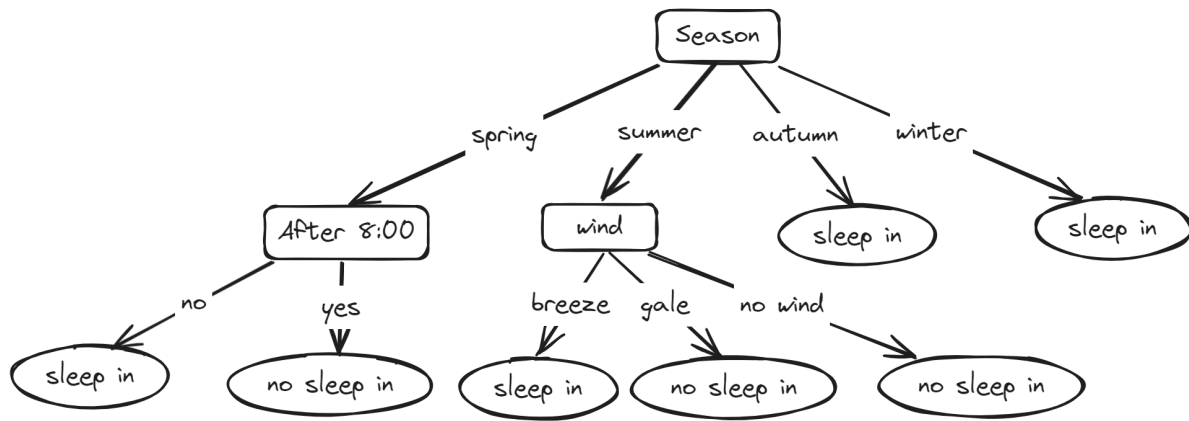 Season
spring
summer
autumn
winter
After 8:00
wind
sleep in
sleep in
no
yes
breeze
gale
no wind
sleep in
no sleep in
sleep in
no sleep in
no sleep in